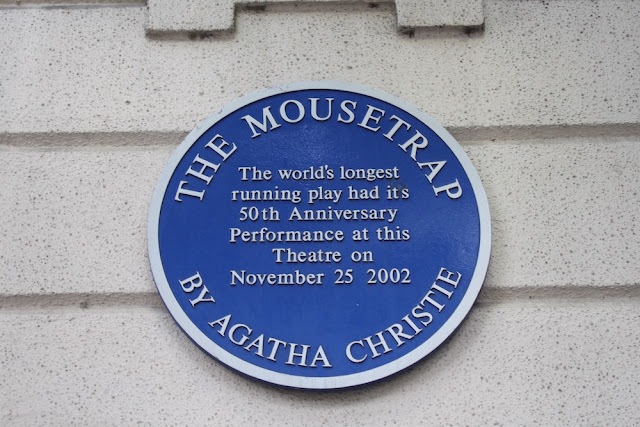 THE MOUSETRAP
The world's longest
running play had it's
50th Anniversary
Performance at this
Theatre on
November 25 2002
BY AGATHA CHRISTIE